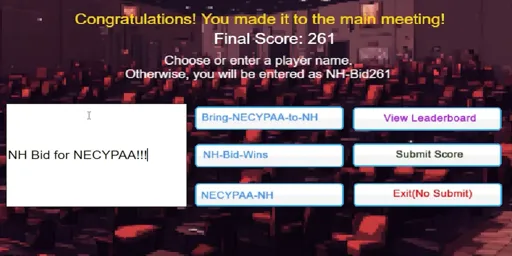 Congratulations! You made it to the main meeting!
Final Score: 261
Choose or enter a player name.
Otherwise, you will be entered as NH-Bid261
NH Bid for NECYPAA!!!
Bring-NECYPAA-to-NH
NH-Bid-Wins
NECYPAA-NH
View Leaderboard
Submit Score
Exit(No Submit)